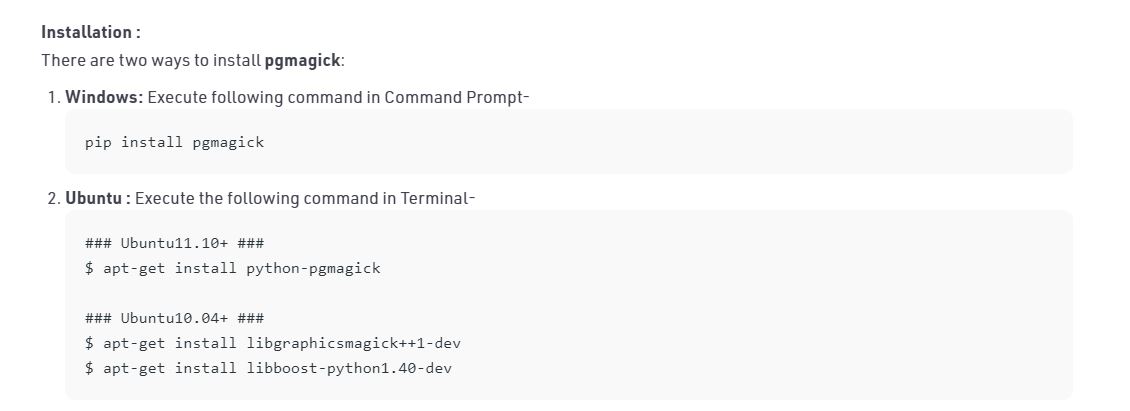 Installation :
There are two ways to install pgmagick:
1. Windows: Execute following command in Command Prompt-
pip install pgmagick
2. Ubuntu : Execute the following command in Terminal-
### Ubuntu11.10+ ###
$ apt-get install python-pgmagick
### Ubuntu10.04+ ###
$ apt-get install libgraphicsmagick++1-dev
$ apt-get install libboost-python1.40-dev